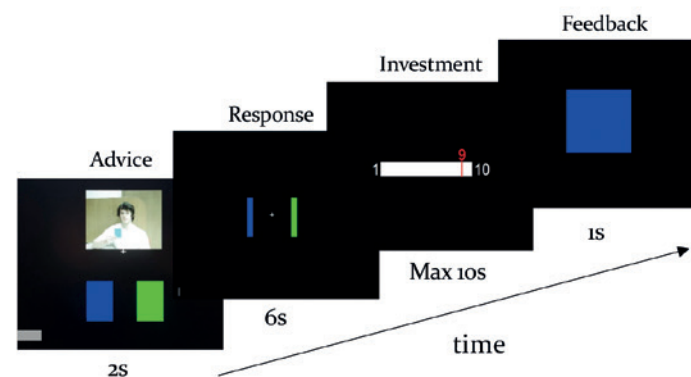 Feedback
Investment
Response
Advice
9
1 10
1s
Max 10s
6s
time
2s